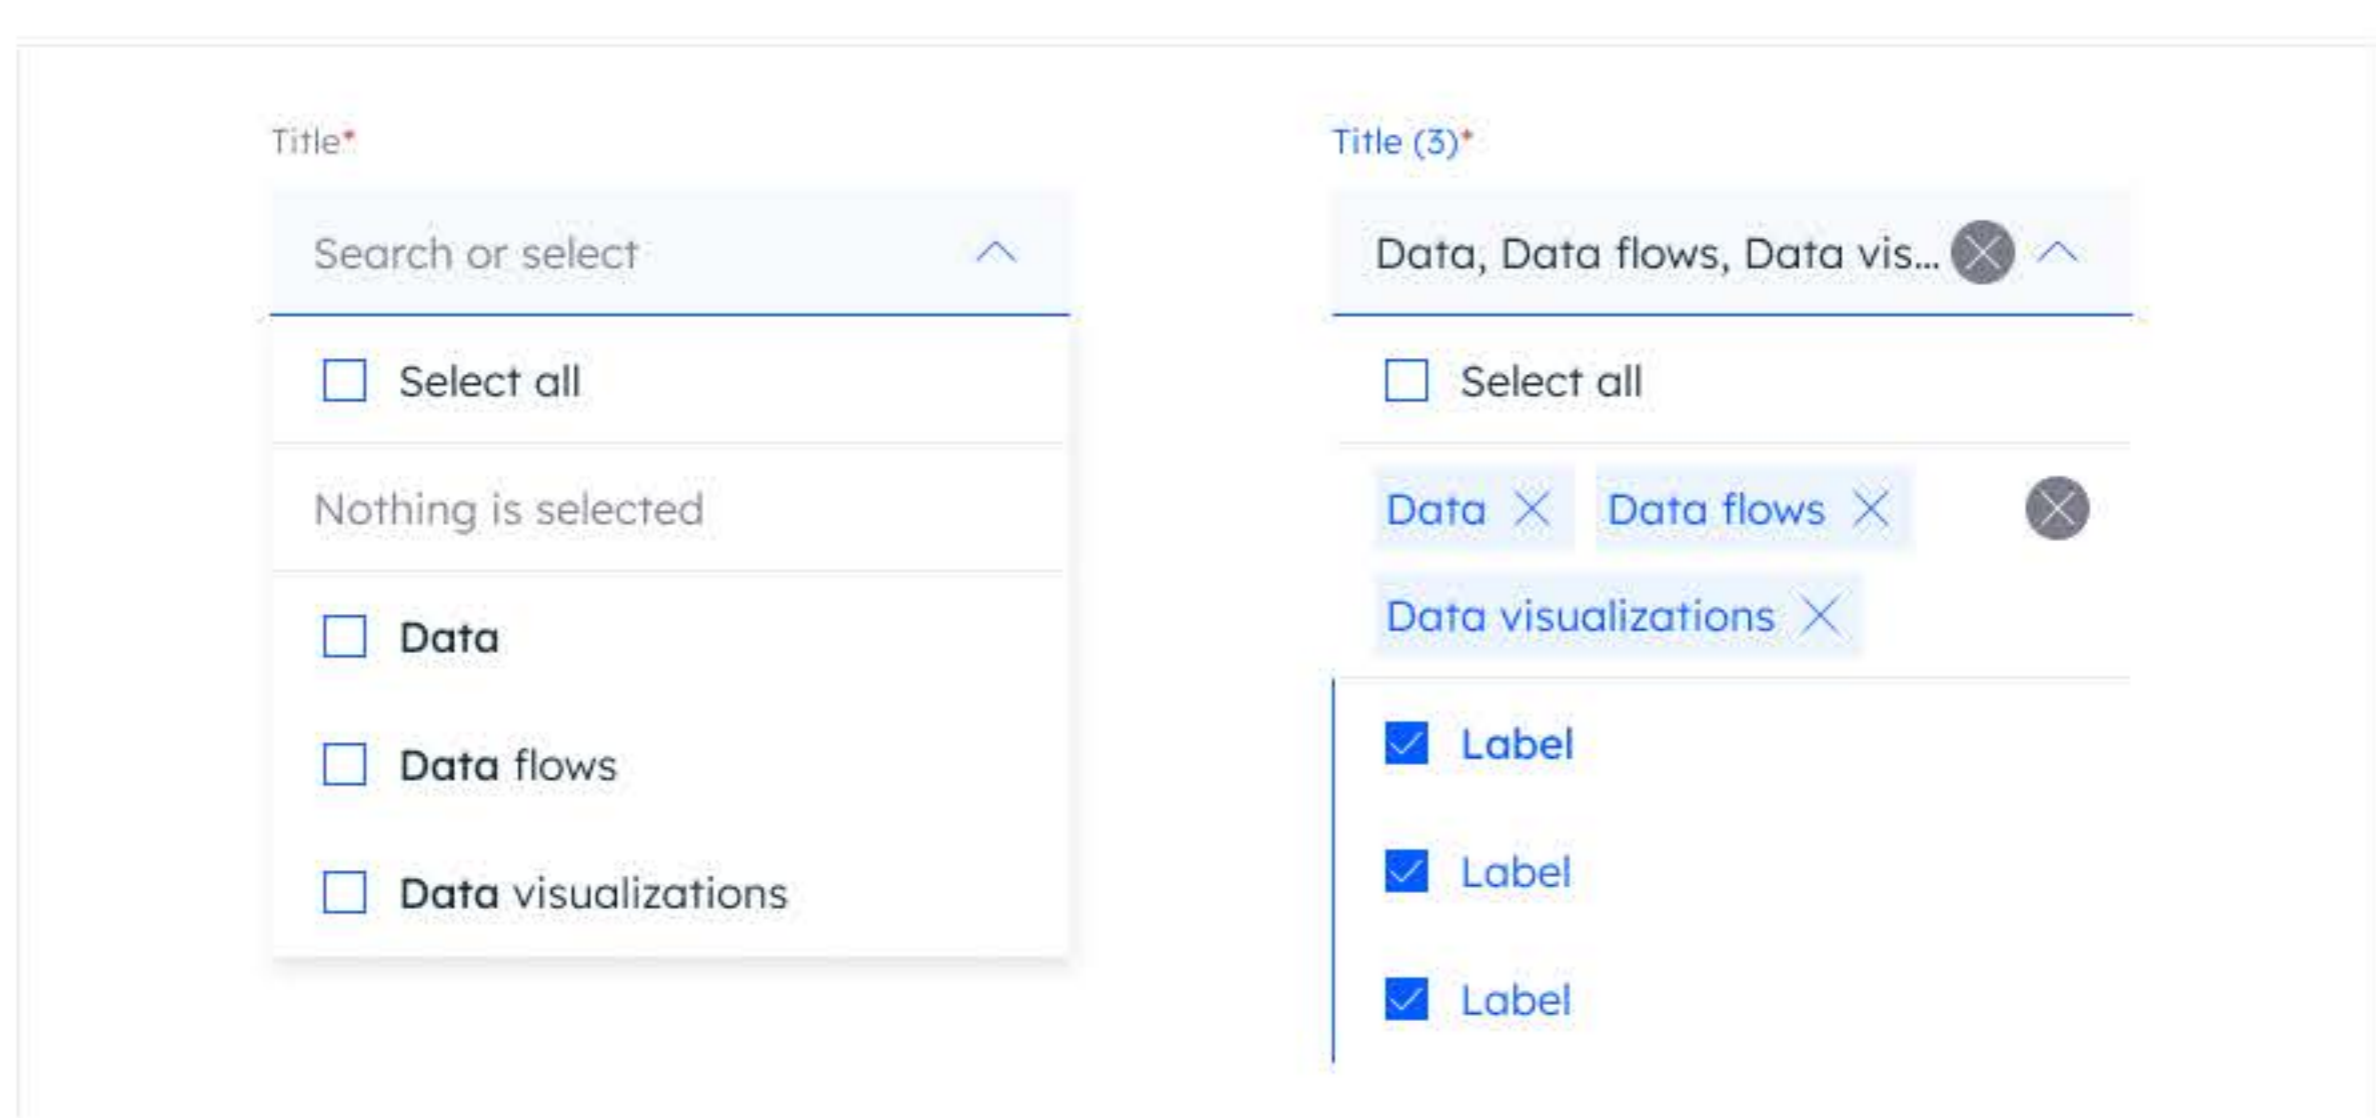 Title*
Search or select
Select all
Nothing is selected
Data
Data flows
Data visualizations
Title (3)*
Data, Data flows, Data vis...
Select all
Data Data flows
Data visualizations
Label
Label
Label